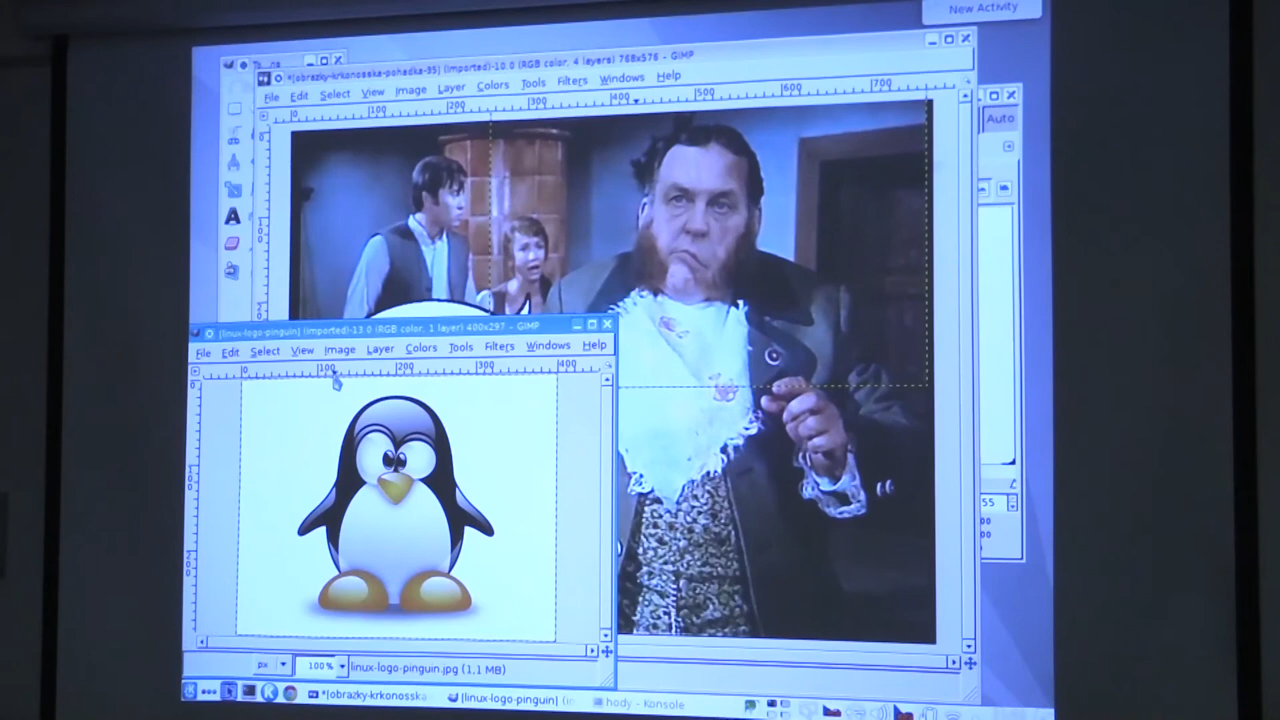 New Activity
*[obrazky-krkonosska-pohadka-35] (imported)-10.0 (RGB color, 4 layers) 768x576 – GIMP
File Edit Select View Image Layer Colors Tools Filters Windows Help
0 100 200 300 400 500 600 700
Auto
[linux-logo-pinguin] (imported)-13.0 (RGB color, 1 layer) 400x297 – GIMP
File Edit Select View Image Layer Colors Tools Filters Windows Help
0 100 200 300 400
px 100% linux-logo-pinguin.jpg (1,1 MB)
*[obrazky-krkonosska [linux-logo-pinguin] (in hody - Konsole